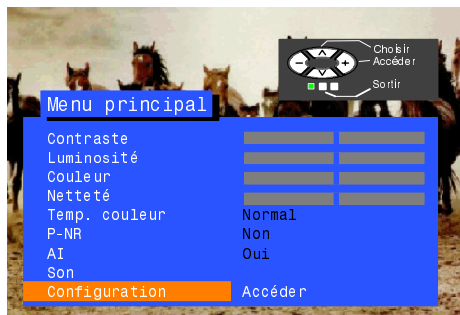 Choisir
Accéder
Sortir
Menu principal
Contraste
Luminosité
Couleur
Netteté
Temp. couleur Normal
P-NR Non
AI Oui
Son
Configuration Accéder